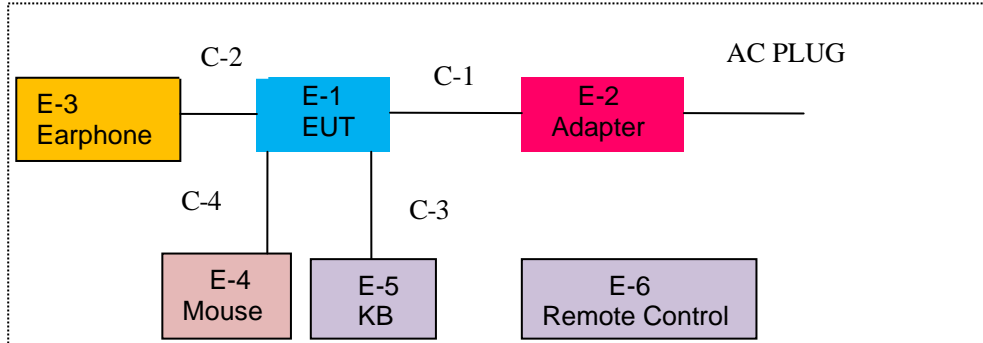 AC PLUG
C-2
C-1
E-3
Earphone
E-1
EUT
E-2
Adapter
C-4
C-3
E-4
Mouse
E-5
KB
E-6
Remote Control